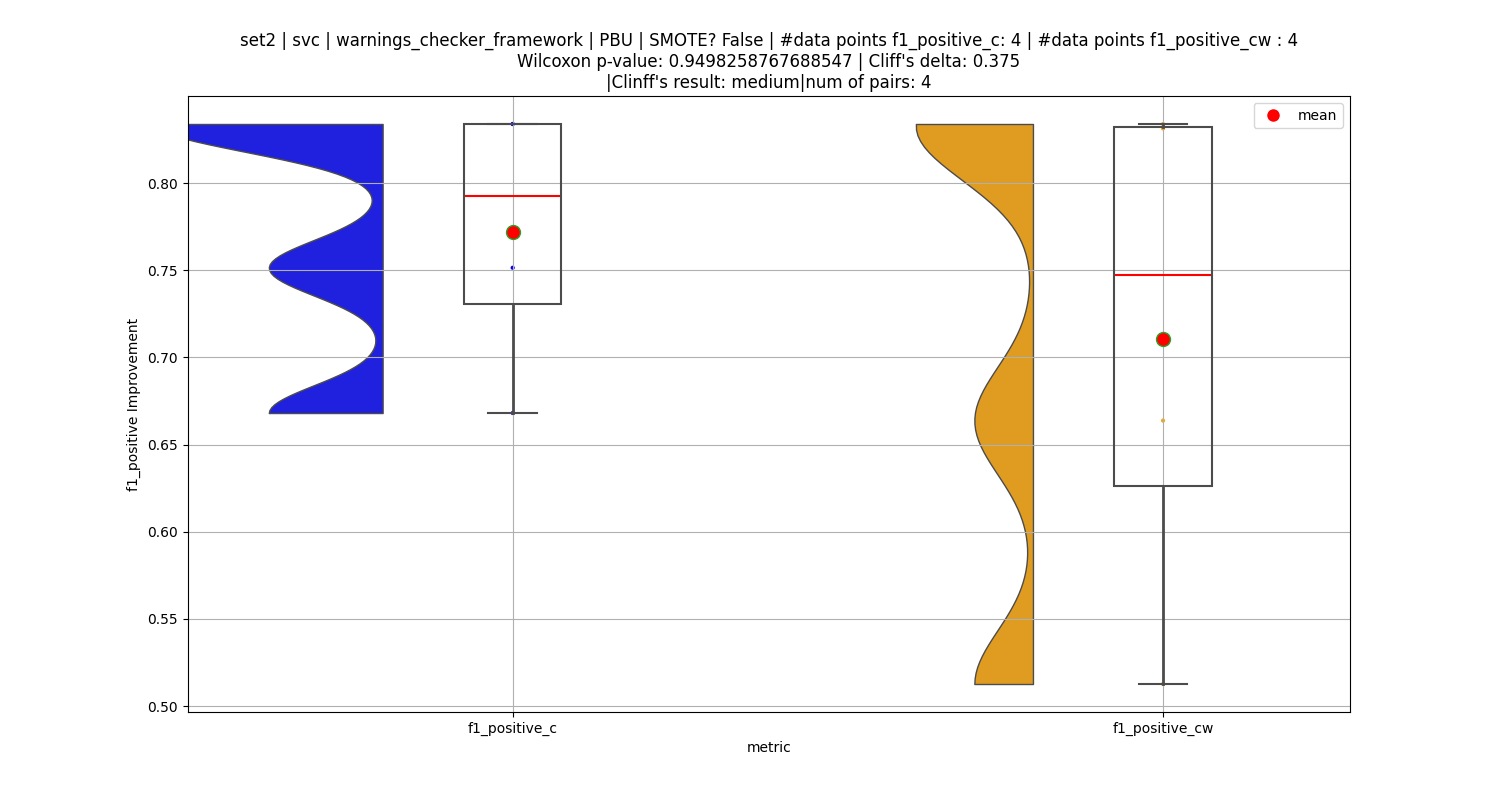 set2 | svc | warnings_checker_framework | PBU | SMOTE? False | #data points f1_positive_c: 4 | #data points f1_positive_cw : 4
Wilcoxon p-value: 0.9498258767688547 | Cliff's delta: 0.375
|Clinff's result: medium|num of pairs: 4
mean
0.80
0.75
0.70
0.65
0.60
0.55
0.50
f1_positive Improvement
f1_positive_c
f1_positive_cw
metric